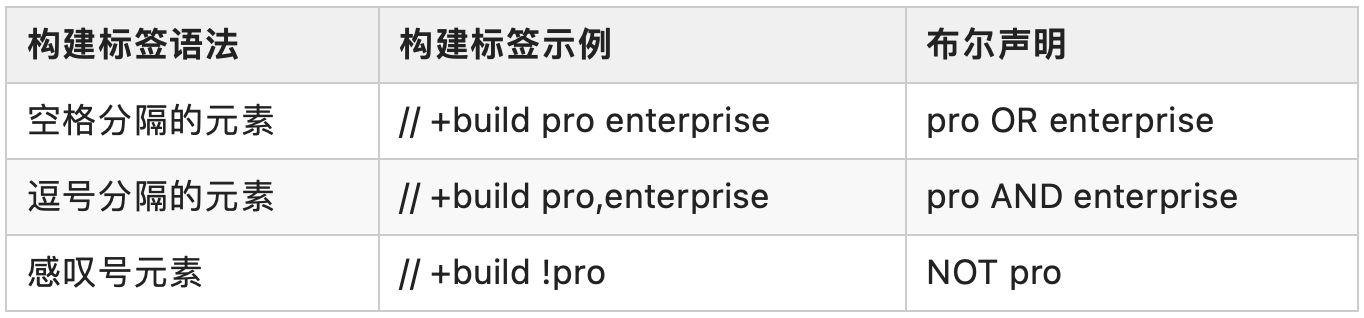 构建标签语法 构建标签示例 布尔声明
空格分隔的元素 // +build pro enterprise pro OR enterprise
逗号分隔的元素 // +build pro,enterprise pro AND enterprise
感叹号元素 // +build !pro NOT pro